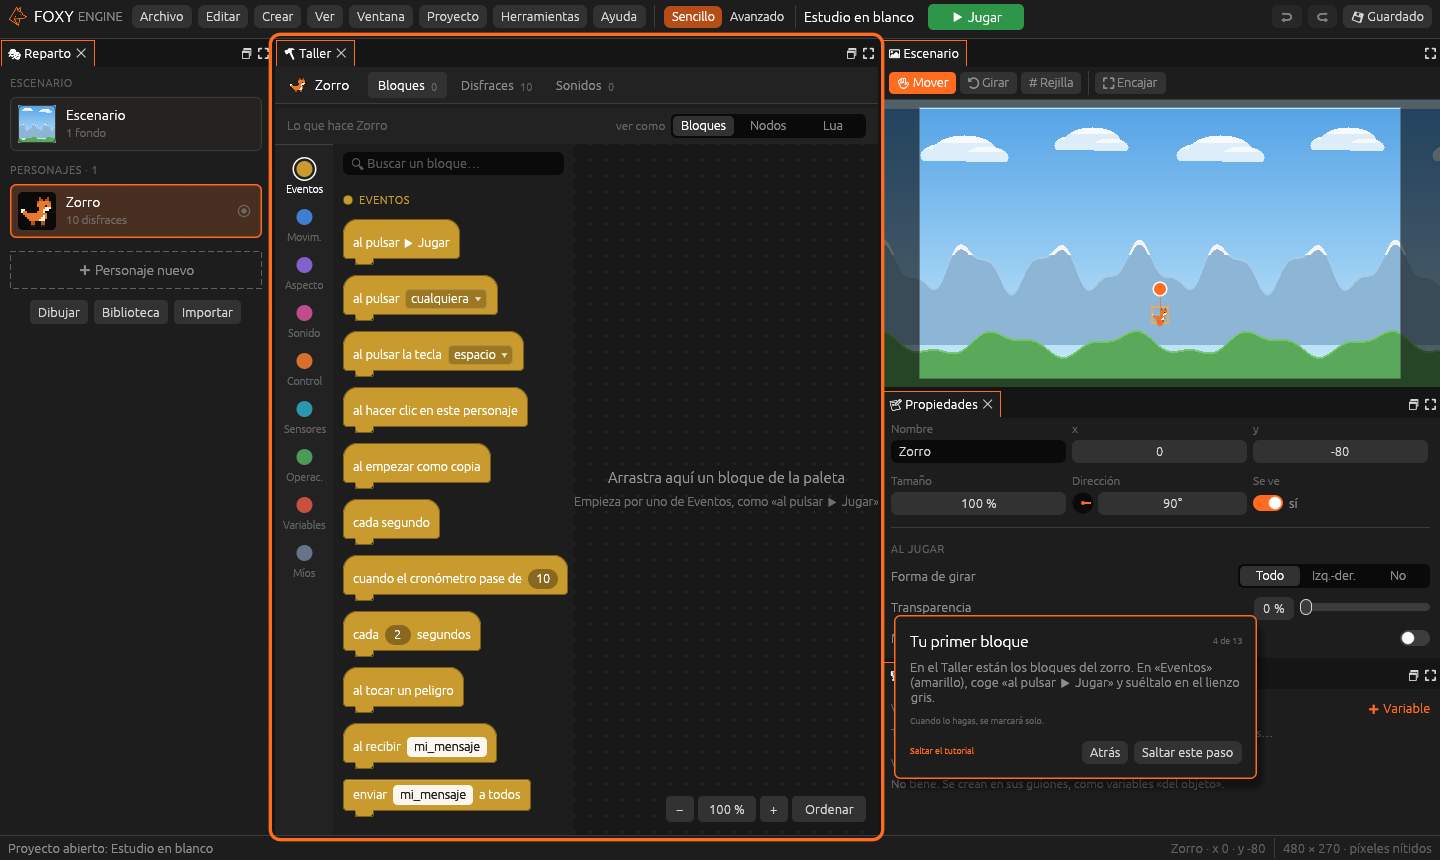 FOXY ENGINE
Archivo
Editar
Crear
Ver
Ventana
Proyecto
Herramientas
Ayuda
Sencillo
Avanzado
Estudio en blanco
Jugar
Guardado
Reparto
ESCENARIO
Escenario
1 fondo
PERSONAJES · 1
Zorro
10 disfraces
+ Personaje nuevo
Dibujar
Biblioteca
Importar
Taller
Zorro
Bloques 0
Disfraces 10
Sonidos 0
Lo que hace Zorro
ver como
Bloques
Nodos
Lua
Eventos
Movim.
Aspecto
Sonido
Control
Sensores
Operac.
Variables
Míos
Buscar un bloque...
EVENTOS
al pulsar ▶ Jugar
al pulsar cualquiera
al pulsar la tecla espacio
al hacer clic en este personaje
al empezar como copia
cada segundo
cuando el cronómetro pase de 10
cada 2 segundos
al tocar un peligro
al recibir mi_mensaje
enviar mi_mensaje a todos
Arrastra aquí un bloque de la paleta
Empieza por uno de Eventos, como «al pulsar ▶ Jugar»
− 100 % + Ordenar
Escenario
Mover
Girar
# Rejilla
Encajar
Propiedades
Nombre
x
y
Zorro
0
-80
Tamaño
Dirección
Se ve
100 %
90°
sí
AL JUGAR
Forma de girar
Todo
Izq.-der.
No
Transparencia
0 %
Tu primer bloque
4 de 13
En el Taller están los bloques del zorro. En «Eventos»
(amarillo), coge «al pulsar ▶ Jugar» y suéltalo en el lienzo
gris.
Cuando lo hagas, se marcará solo.
Saltar el tutorial
Atrás
Saltar este paso
+ Variable
No tiene. Se crean en sus guiones, como variables «del objeto».
Proyecto abierto: Estudio en blanco
Zorro · x 0 · y -80
480 × 270 · píxeles nítidos